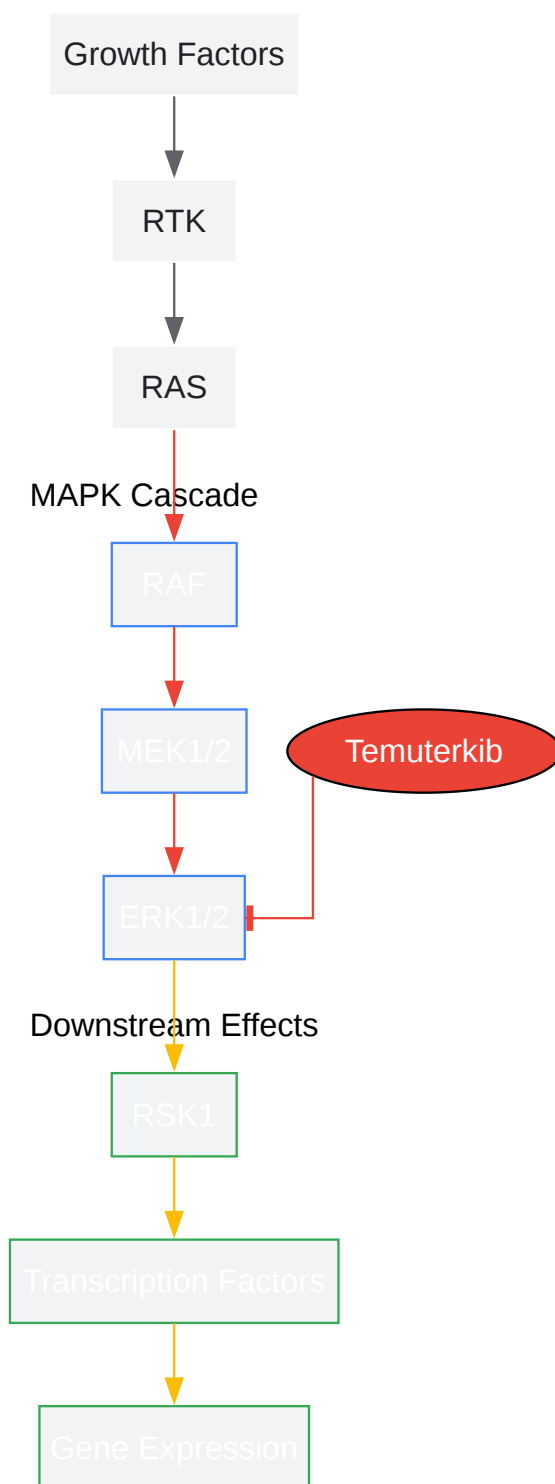 Growth Factors
RTK
RAS
MAPK Cascade
RAF
MEK1/2
Temuterkib
ERK1/2
Downstream Effects
RSK1
Transcription Factors
Gene Expression